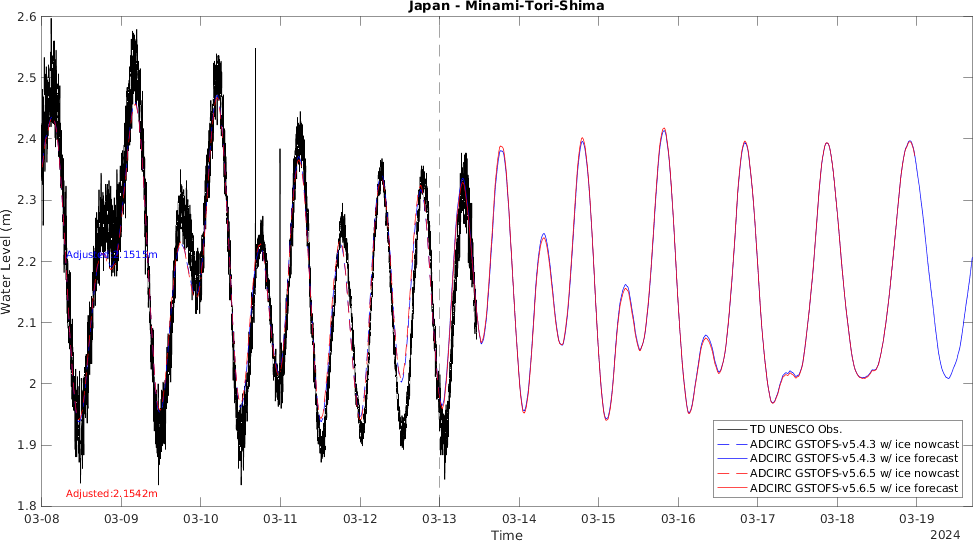 Japan - Minami-Tori-Shima
2.6
2.5
2.4
2.3
2.2
2.1
2
1.9
1.8
Water Level (m)
Adjusted: .1515m
Adjusted:2.1542m
TD UNESCO Obs.
ADCIRC GSTOFS-v5.4.3 w/ ice nowcast
ADCIRC GSTOFS-v5.4.3 w/ ice forecast
ADCIRC GSTOFS-v5.6.5 w/ ice nowcast
ADCIRC GSTOFS-v5.6.5 w/ ice forecast
03-08 03-09 03-10 03-11 03-12 03-13 03-14 03-15 03-16 03-17 03-18 03-19
Time
2024